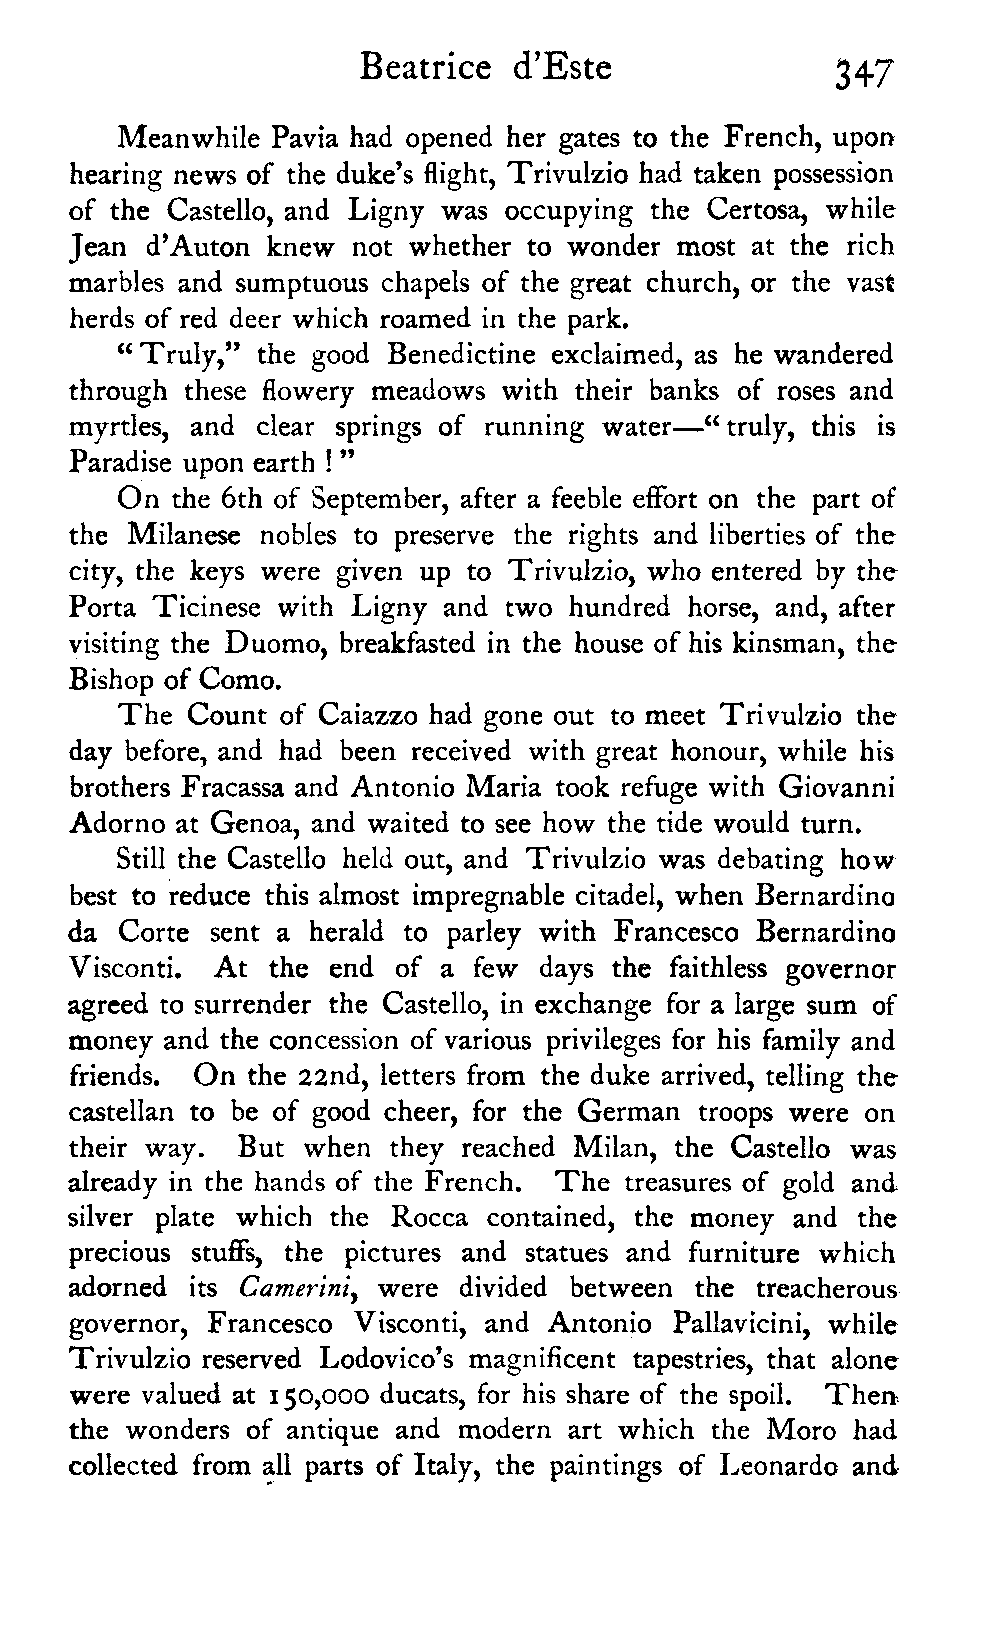 Beatrice d'Este 347
Meanwhile Pavia had opened her gates to the French, upon
hearing news of the duke's flight, Trivulzio had taken possession
of the Castello, and Ligny was occupying the Certosa, while
Jean d'Auton knew not whether to wonder most at the rich
marbles and sumptuous chapels of the great church, or the vast
herds of red deer which roamed in the park.
“Truly,” the good Benedictine exclaimed, as he wandered
through these flowery meadows with their banks of roses and
myrtles, and clear springs of running water—“truly, this is
Paradise upon earth!”
On the 6th of September, after a feeble effort on the part of
the Milanese nobles to preserve the rights and liberties of the
city, the keys were given up to Trivulzio, who entered by the
Porta Ticinese with Ligny and two hundred horse, and, after
visiting the Duomo, breakfasted in the house of his kinsman, the
Bishop of Como.
The Count of Caiazzo had gone out to meet Trivulzio the
day before, and had been received with great honour, while his
brothers Fracassa and Antonio Maria took refuge with Giovanni
Adorno at Genoa, and waited to see how the tide would turn.
Still the Castello held out, and Trivulzio was debating how
best to reduce this almost impregnable citadel, when Bernardino
da Corte sent a herald to parley with Francesco Bernardino
Visconti. At the end of a few days the faithless governor
agreed to surrender the Castello, in exchange for a large sum of
money and the concession of various privileges for his family and
friends. On the 22nd, letters from the duke arrived, telling the
castellan to be of good cheer, for the German troops were on
their way. But when they reached Milan, the Castello was
already in the hands of the French. The treasures of gold and
silver plate which the Rocca contained, the money and the
precious stuffs, the pictures and statues and furniture which
adorned its Camerini, were divided between the treacherous
governor, Francesco Visconti, and Antonio Pallavicini, while
Trivulzio reserved Lodovico's magnificent tapestries, that alone
were valued at 150,000 ducats, for his share of the spoil. Then
the wonders of antique and modern art which the Moro had
collected from all parts of Italy, the paintings of Leonardo and